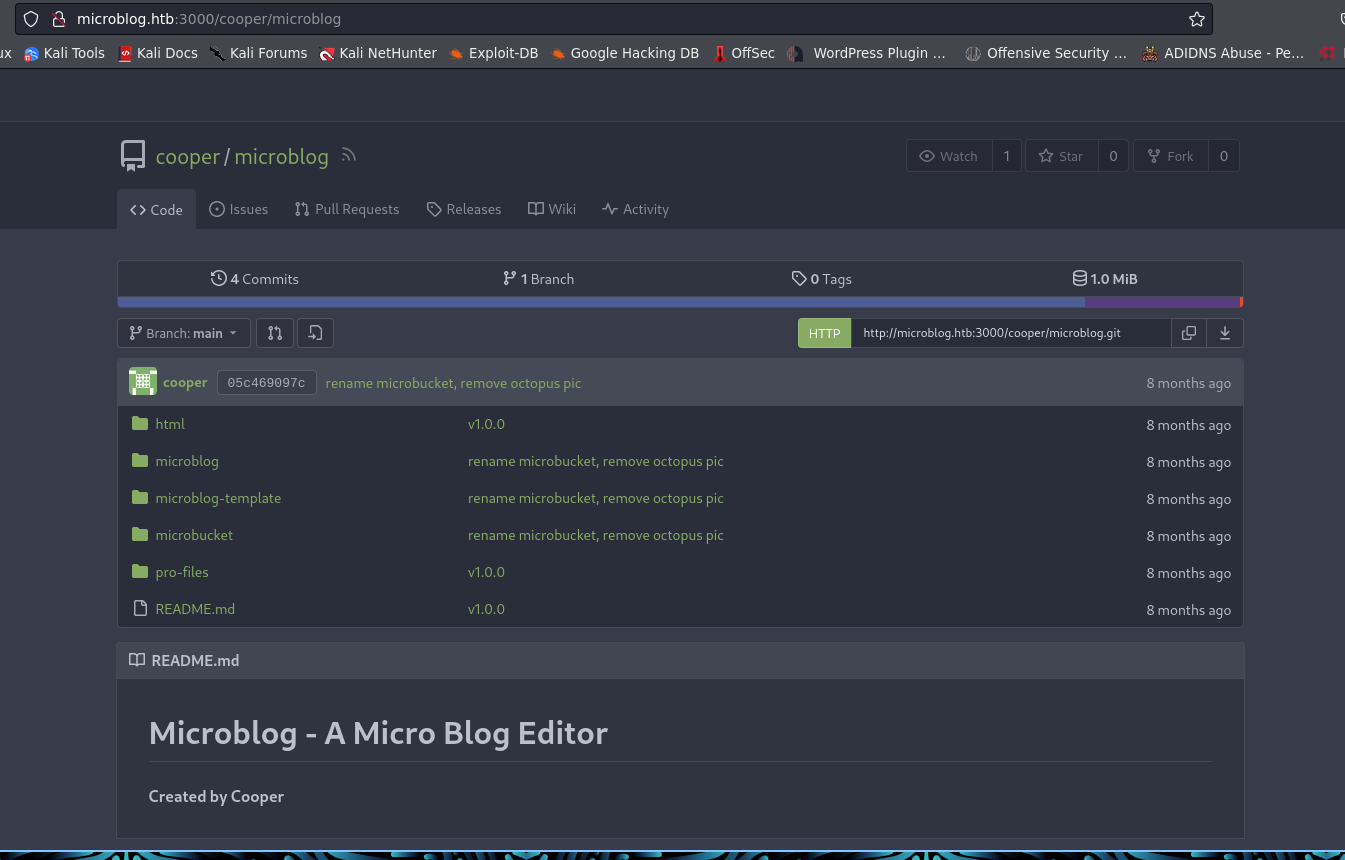 microblog.htb:3000/cooper/microblog
ux Kali Tools Kali Docs Kali Forums Kali NetHunter Exploit-DB Google Hacking DB OffSec WordPress Plugin … Offensive Security … ADIDNS Abuse - Pe…
cooper / microblog Watch 1 Star 0 Fork 0
Code Issues Pull Requests Releases Wiki Activity
4 Commits 1 Branch 0 Tags 1.0 MiB
Branch: main HTTP http://microblog.htb:3000/cooper/microblog.git
cooper 05c469097c rename microbucket, remove octopus pic 8 months ago
html v1.0.0 8 months ago
microblog rename microbucket, remove octopus pic 8 months ago
microblog-template rename microbucket, remove octopus pic 8 months ago
microbucket rename microbucket, remove octopus pic 8 months ago
pro-files v1.0.0 8 months ago
README.md v1.0.0 8 months ago
README.md
Microblog - A Micro Blog Editor
Created by Cooper